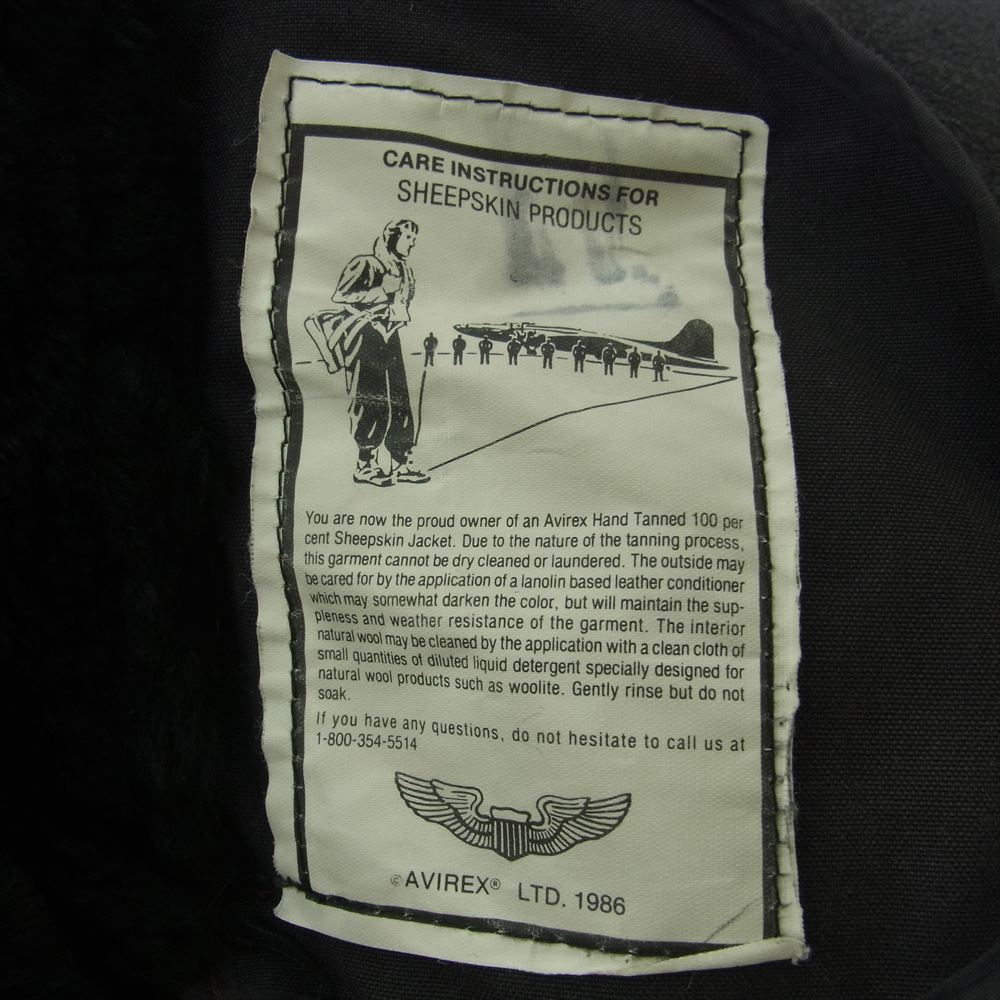 CARE INSTRUCTIONS FOR
SHEEPSKIN PRODUCTS
You are now the proud owner of an Avirex Hand Tanned 100 per
cent Sheepskin Jacket. Due to the nature of the tanning process,
this garment cannot be dry cleaned or laundered. The outside may
be cared for by the application of a lanolin based leather conditioner
which may somewhat darken the color, but will maintain the sup-
pleness and weather resistance of the garment. The interior
natural wool may be cleaned by the application with a clean cloth of
small quantities of diluted liquid detergent specially designed for
natural wool products such as woolite. Gently rinse but do not
soak.
If you have any questions, do not hesitate to call us at
1-800-354-5514
©AVIREX® LTD. 1986